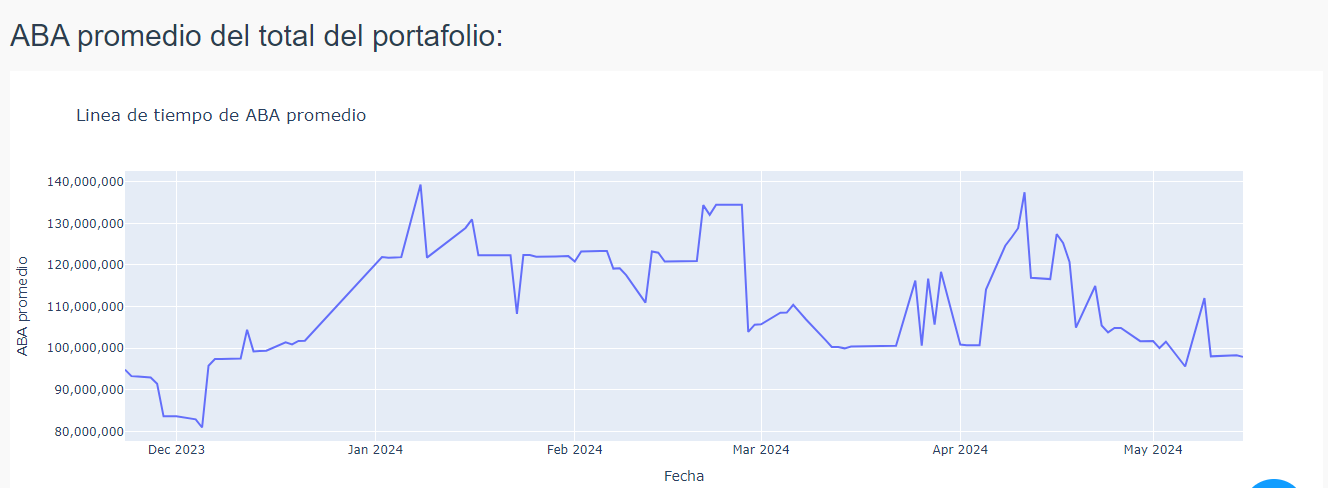 ABA promedio del total del portafolio:
Linea de tiempo de ABA promedio
140,000,000
130,000,000
120,000,000
110,000,000
100,000,000
90,000,000
80,000,000
ABA promedio
Dec 2023
Jan 2024
Feb 2024
Mar 2024
Apr 2024
May 2024
Fecha